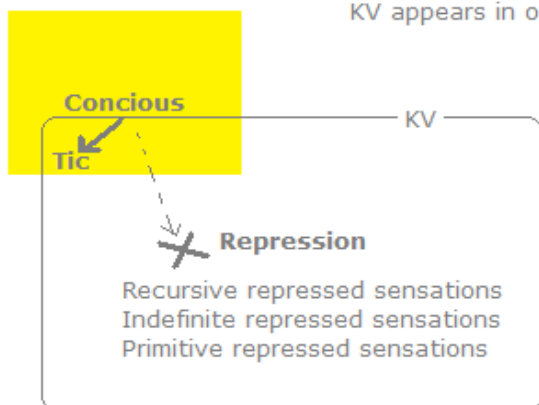 KV appears in o
Concious
KV
Tic
Repression
Recursive repressed sensations
Indefinite repressed sensations
Primitive repressed sensations